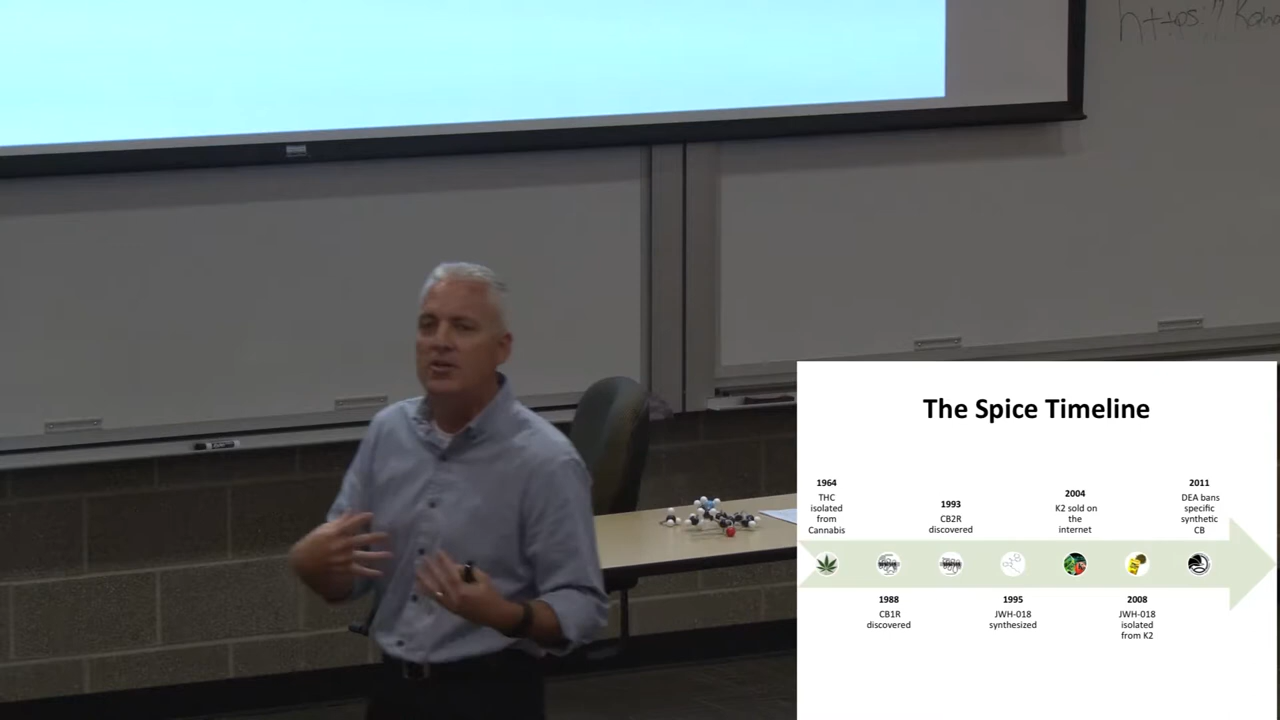 https://
The Spice Timeline
1964
THC
isolated
from
Cannabis
1988
CB1R
discovered
1993
CB2R
discovered
1995
JWH-018
synthesized
2004
K2 sold on
the
internet
2008
JWH-018
isolated
from K2
2011
DEA bans
specific
synthetic
CB